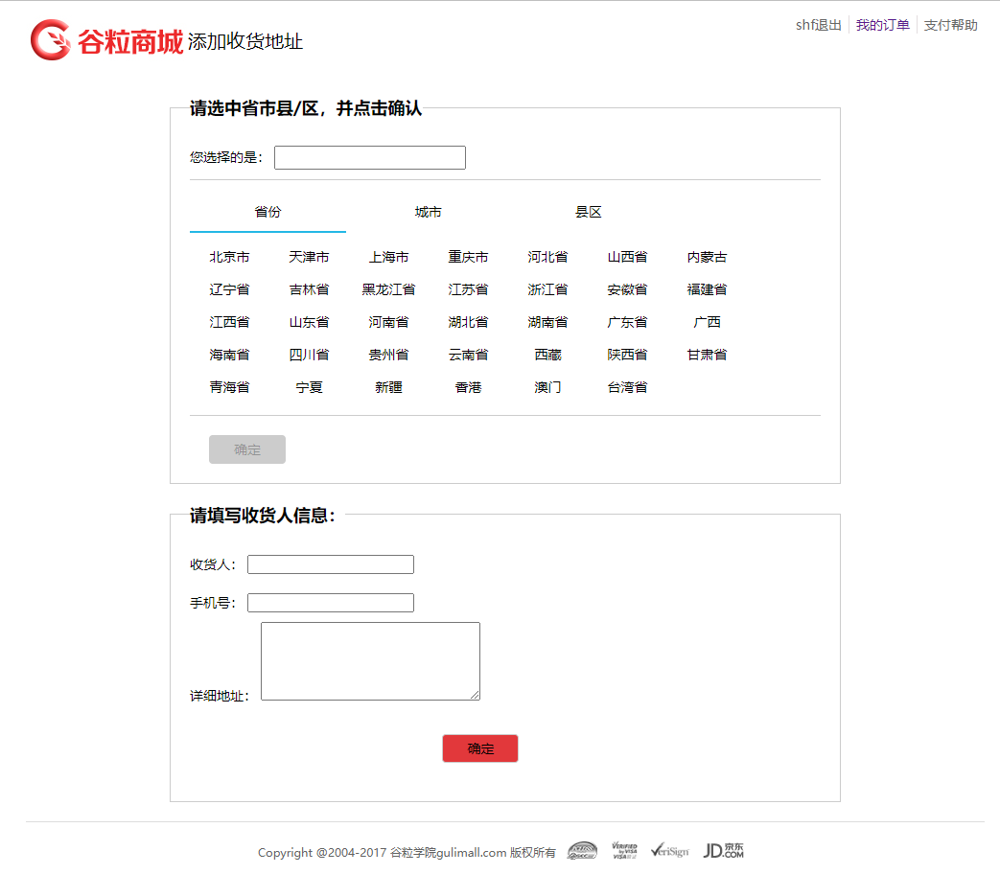 谷粒商城 添加收货地址
shf退出 我的订单 支付帮助
请选中省市县/区，并点击确认
您选择的是：
省份 城市 县区
北京市 天津市 上海市 重庆市 河北省 山西省 内蒙古
辽宁省 吉林省 黑龙江省 江苏省 浙江省 安徽省 福建省
江西省 山东省 河南省 湖北省 湖南省 广东省 广西
海南省 四川省 贵州省 云南省 西藏 陕西省 甘肃省
青海省 宁夏 新疆 香港 澳门 台湾省
确定
请填写收货人信息：
收货人：
手机号：
详细地址：
确定
Copyright @2004-2017 谷粒学院gulimall.com 版权所有 VERIFIED by VISA VeriSign JD.COM 京东